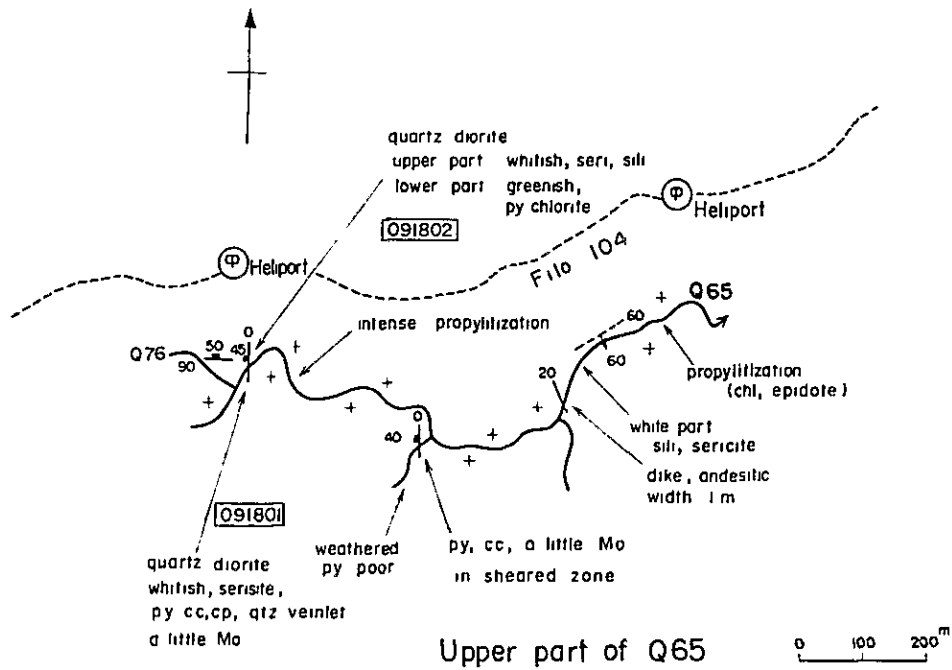 quartz diorite
upper part whitish, seri, sili
lower part greenish,
py chlorite
091802
Heliport
Heliport
Filo 104
Q65
60
60
intense propylitization
Q76
50
90
0
45
propylitization
(chl, epidote)
20
white part
sili, sericite
dike, andesitic
width 1 m
0
40
091801
quartz diorite
whitish, serisite,
py cc,cp, qtz veinlet
a little Mo
weathered
py poor
py, cc, a little Mo
in sheared zone
Upper part of Q65
0 100 200m